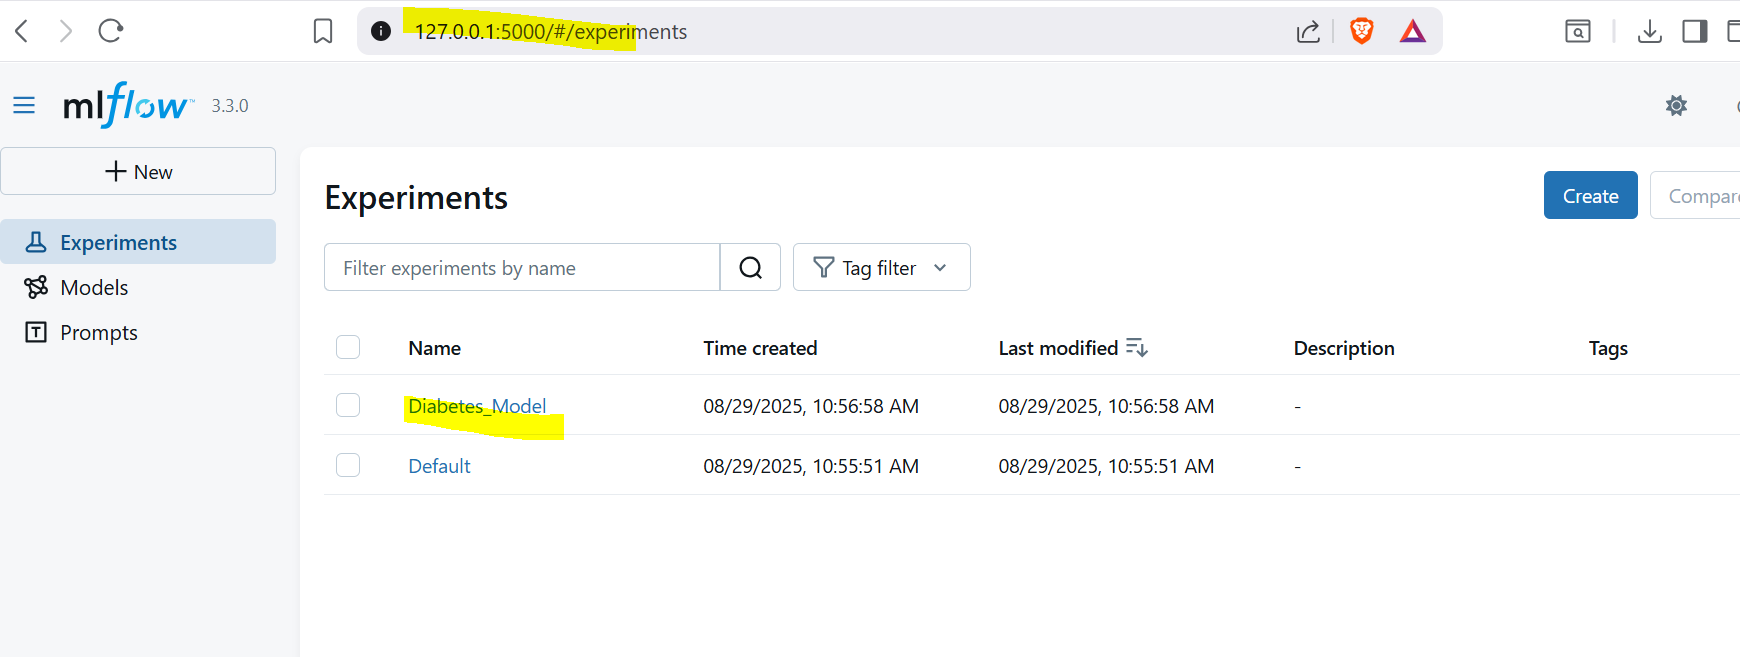 127.0.0.1:5000/#/experiments
mlflow™ 3.3.0
New
Experiments
Models
Prompts
Experiments
Create
Compare
Filter experiments by name
Tag filter
Name Time created Last modified Description Tags
Diabetes_Model 08/29/2025, 10:56:58 AM 08/29/2025, 10:56:58 AM -
Default 08/29/2025, 10:55:51 AM 08/29/2025, 10:55:51 AM -